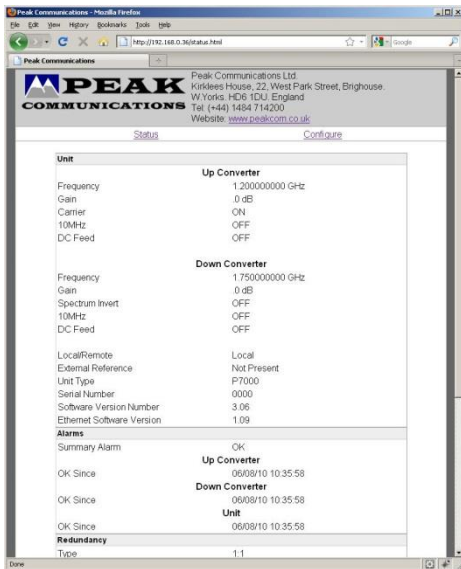 Peak Communications - Mozilla Firefox
File Edit View History Bookmarks Tools Help
http://192.168.0.36/status.html
Google
Peak Communications
PEAK
COMMUNICATIONS
Peak Communications Ltd.
Kirklees House, 22, West Park Street, Brighouse.
W.Yorks. HD6 1DU. England
Tel: (+44) 1484 714200
Website: www.peakcom.co.uk
Status Configure
Unit
Up Converter
Frequency 1.200000000 GHz
Gain .0 dB
Carrier ON
10MHz OFF
DC Feed OFF
Down Converter
Frequency 1.750000000 GHz
Gain .0 dB
Spectrum Invert OFF
10MHz OFF
DC Feed OFF
Local/Remote Local
External Reference Not Present
Unit Type P7000
Serial Number 0000
Software Version Number 3.06
Ethernet Software Version 1.09
Alarms
Summary Alarm OK
Up Converter
OK Since 06/08/10 10:35:58
Down Converter
OK Since 06/08/10 10:35:58
Unit
OK Since 06/08/10 10:35:58
Redundancy
Type 1:1
Done